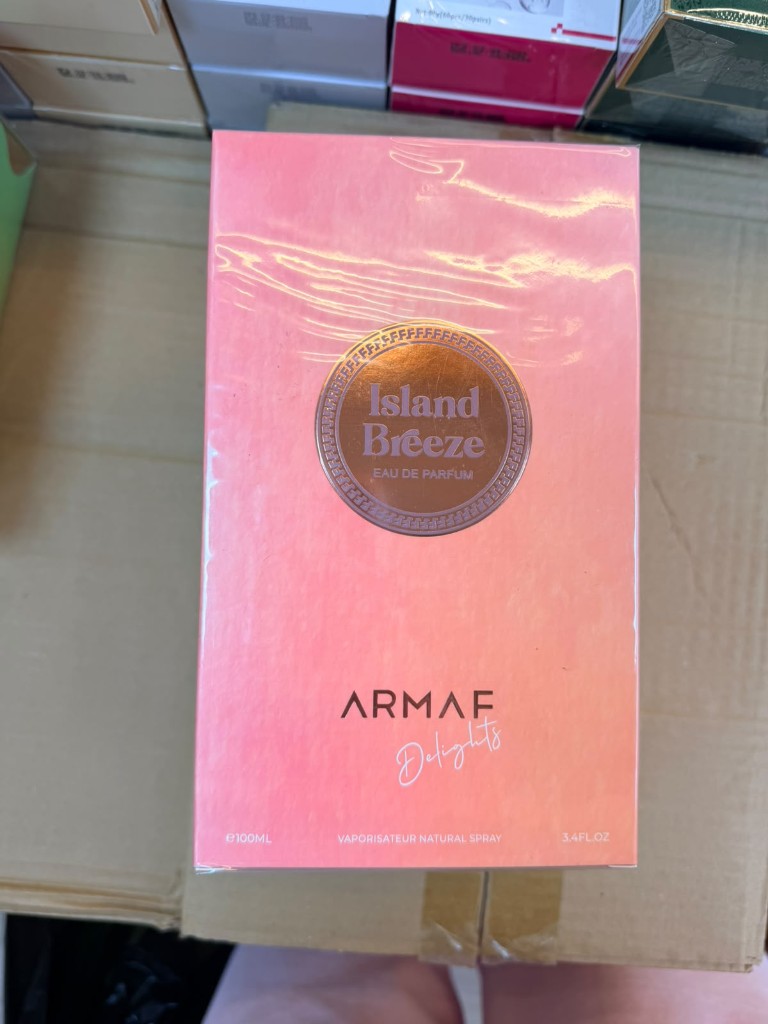 Island
Breeze
EAU DE PARFUM
ARMAF
Delights
℮100ML
VAPORISATEUR NATURAL SPRAY
3.4FL.OZ